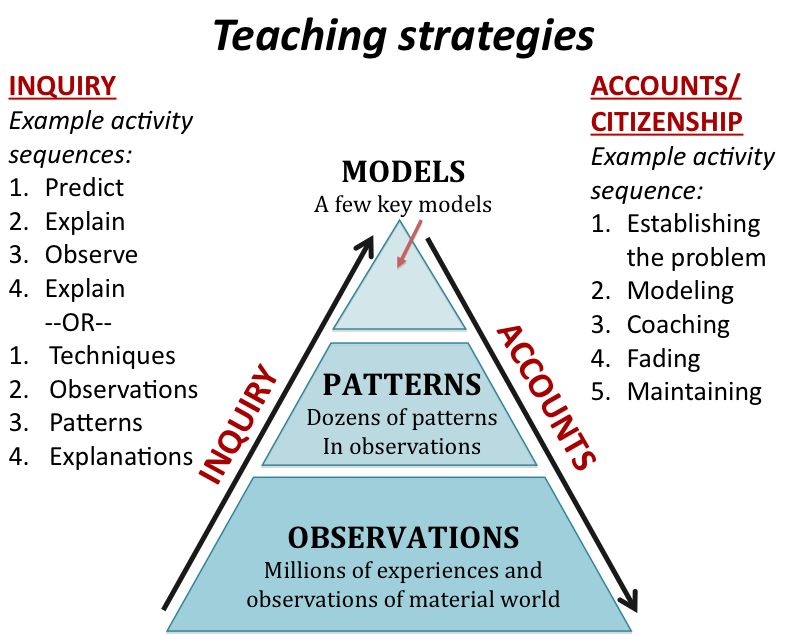 Teaching strategies
INQUIRY
Example activity
sequences:
1. Predict
2. Explain
3. Observe
4. Explain
--OR--
1. Techniques
2. Observations
3. Patterns
4. Explanations
MODELS
A few key models
PATTERNS
Dozens of patterns
In observations
OBSERVATIONS
Millions of experiences and
observations of material world
INQUIRY
ACCOUNTS
ACCOUNTS/
CITIZENSHIP
Example activity
sequence:
1. Establishing
the problem
2. Modeling
3. Coaching
4. Fading
5. Maintaining